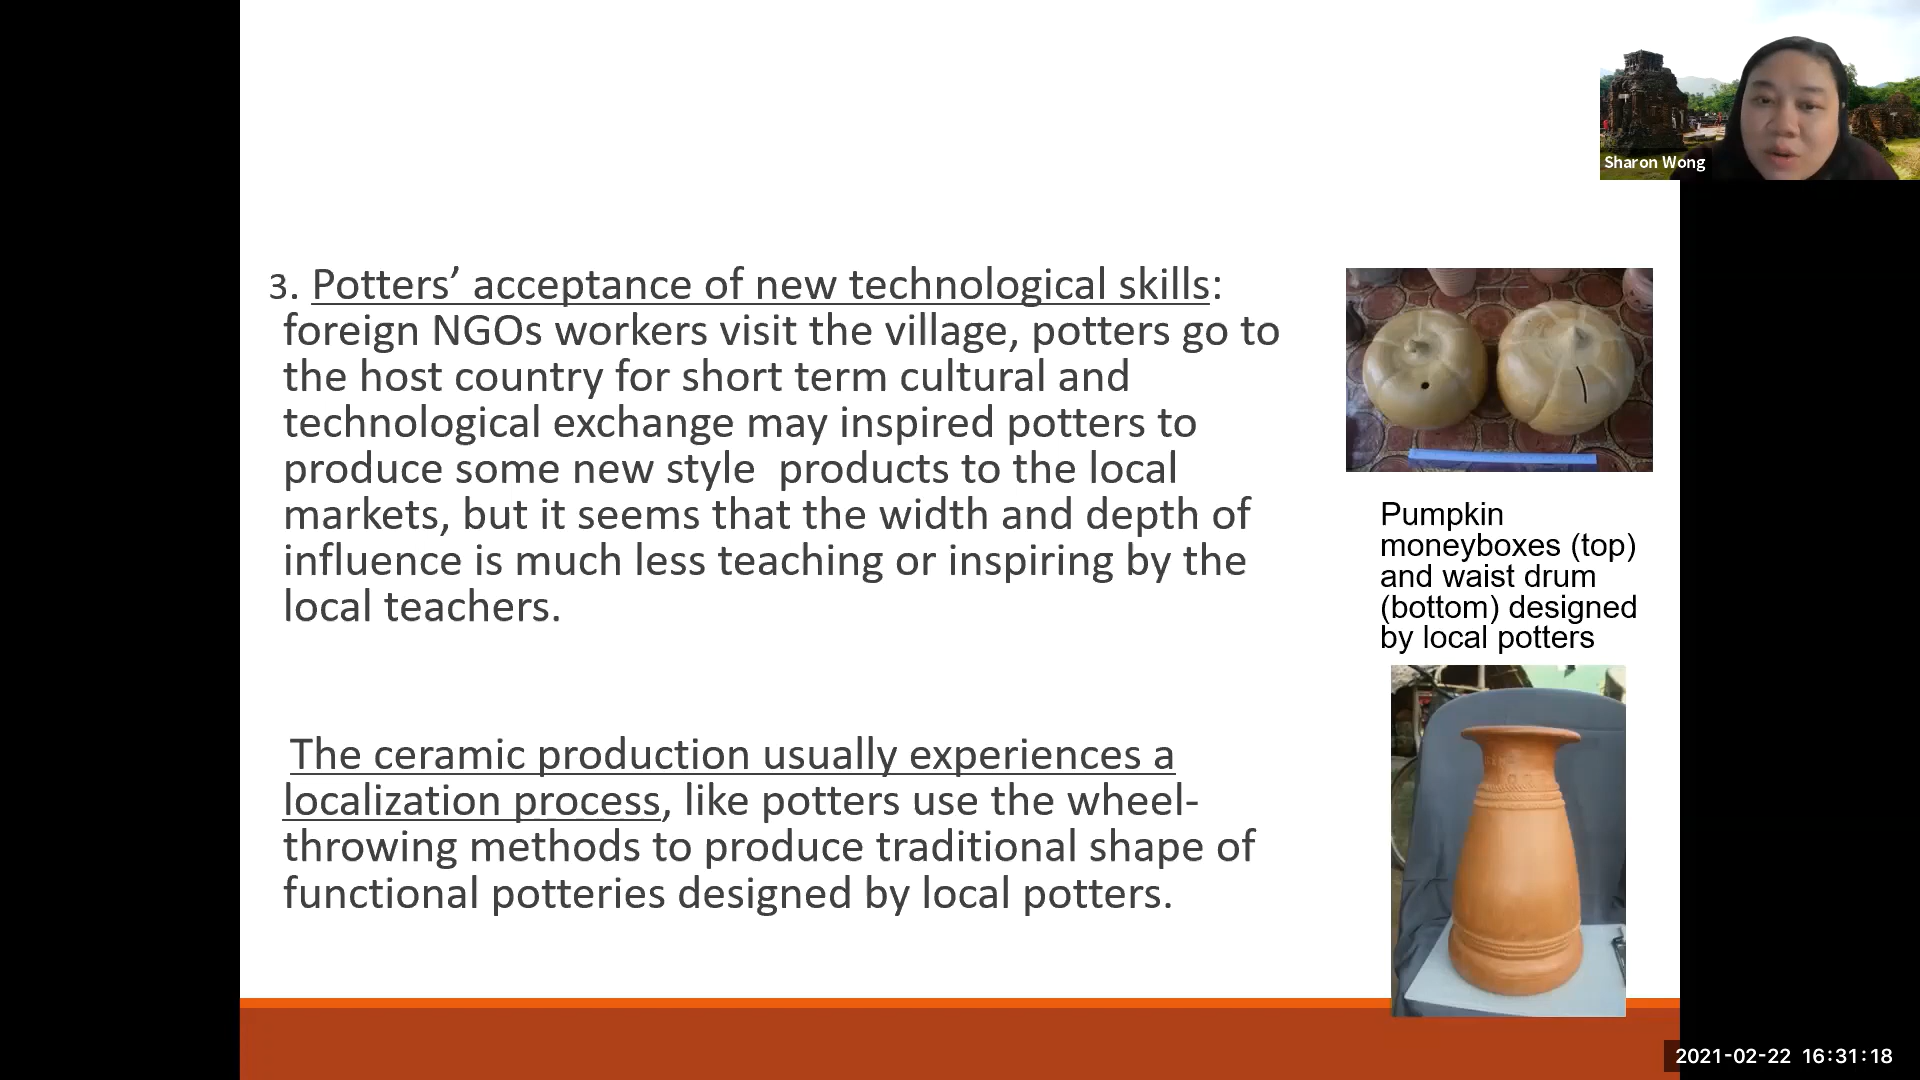 Sharon Wong
3. Potters’ acceptance of new technological skills:
foreign NGOs workers visit the village, potters go to
the host country for short term cultural and
technological exchange may inspired potters to
produce some new style  products to the local
markets, but it seems that the width and depth of
influence is much less teaching or inspiring by the
local teachers.
The ceramic production usually experiences a
localization process, like potters use the wheel-
throwing methods to produce traditional shape of
functional potteries designed by local potters.
Pumpkin
moneyboxes (top)
and waist drum
(bottom) designed
by local potters
2021-02-22 16:31:18